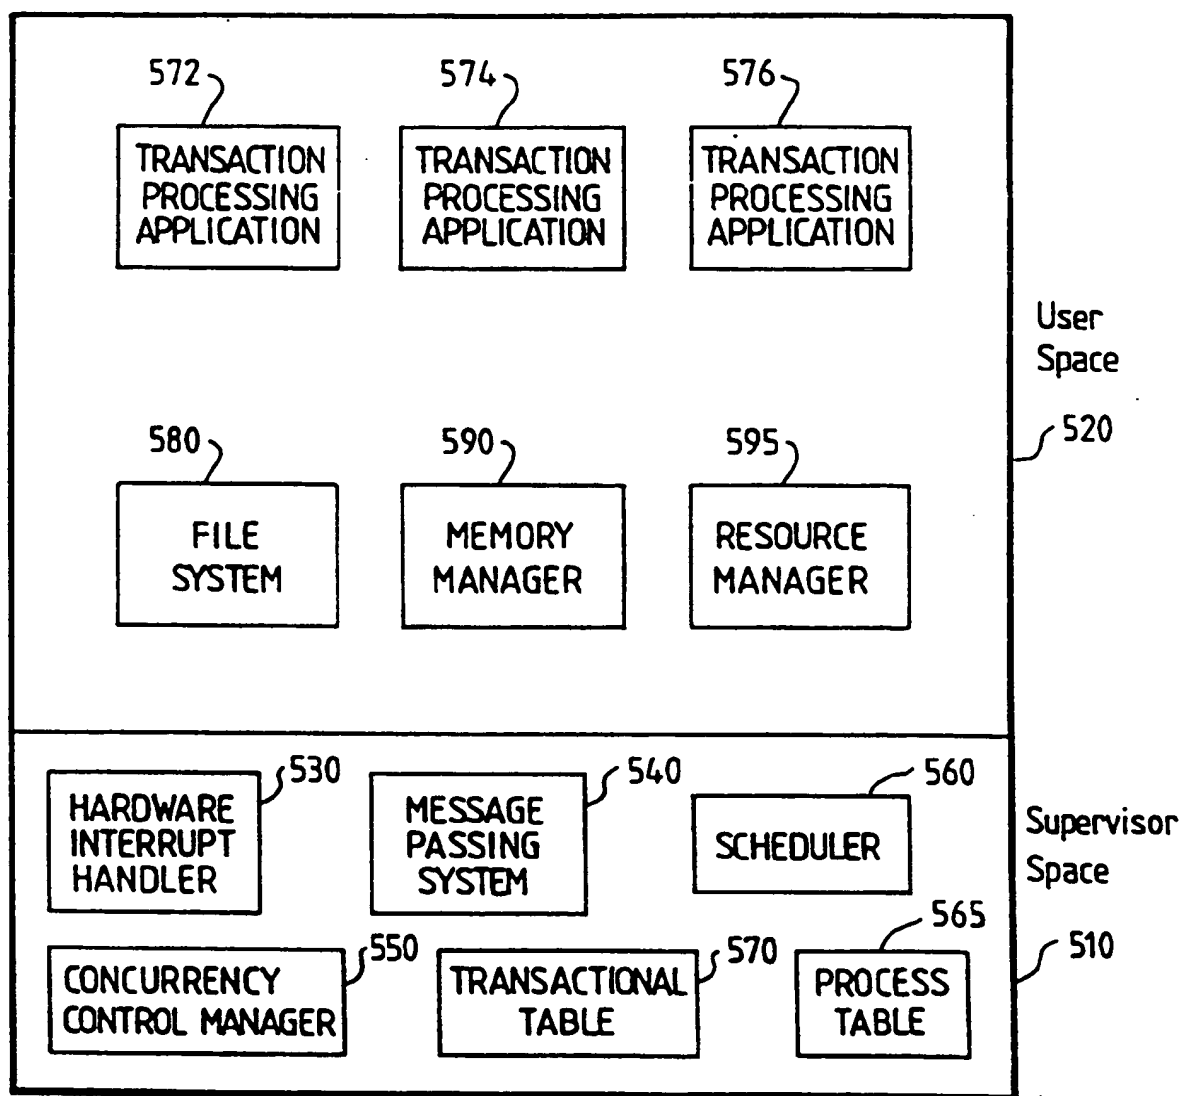 572
574
576
TRANSACTION
PROCESSING
APPLICATION
TRANSACTION
PROCESSING
APPLICATION
TRANSACTION
PROCESSING
APPLICATION
User
Space
520
580
590
595
FILE
SYSTEM
MEMORY
MANAGER
RESOURCE
MANAGER
530
540
560
HARDWARE
INTERRUPT
HANDLER
MESSAGE
PASSING
SYSTEM
SCHEDULER
Supervisor
Space
510
550
570
565
CONCURRENCY
CONTROL MANAGER
TRANSACTIONAL
TABLE
PROCESS
TABLE